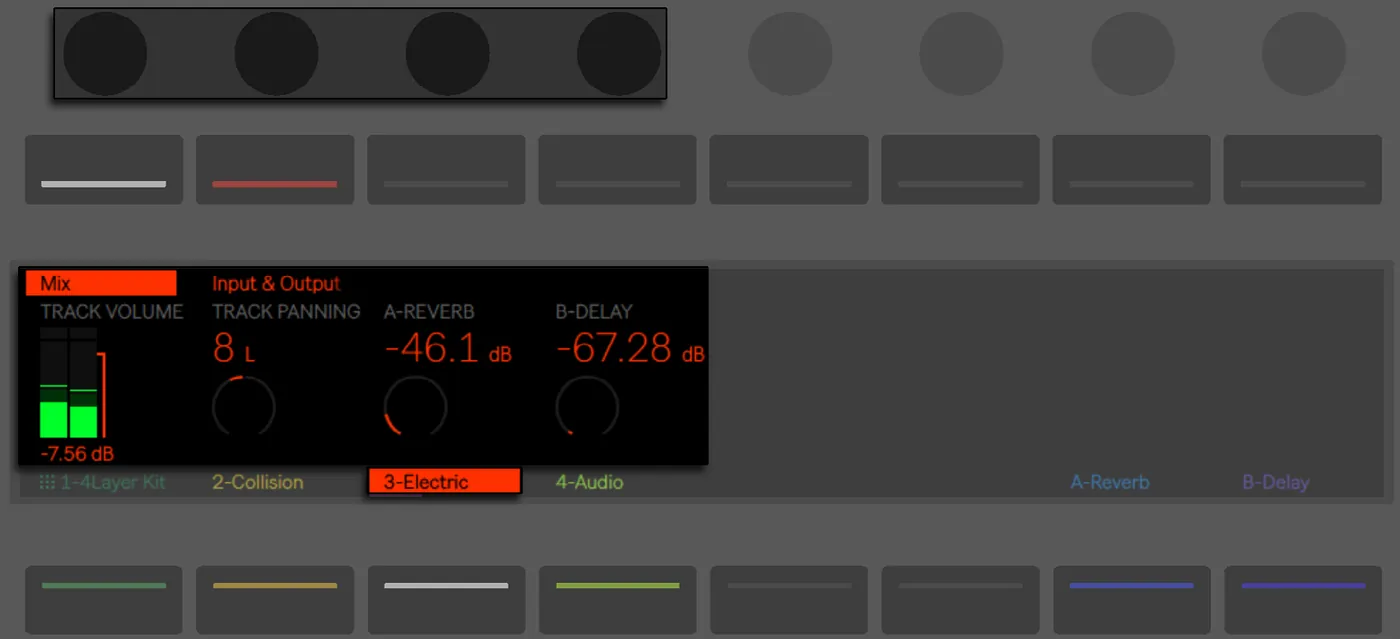 Mix Input & Output
TRACK VOLUME TRACK PANNING A-REVERB B-DELAY
8 L -46.1 dB -67.28 dB
-7.56 dB
1-4Layer Kit 2-Collision 3-Electric 4-Audio A-Reverb B-Delay